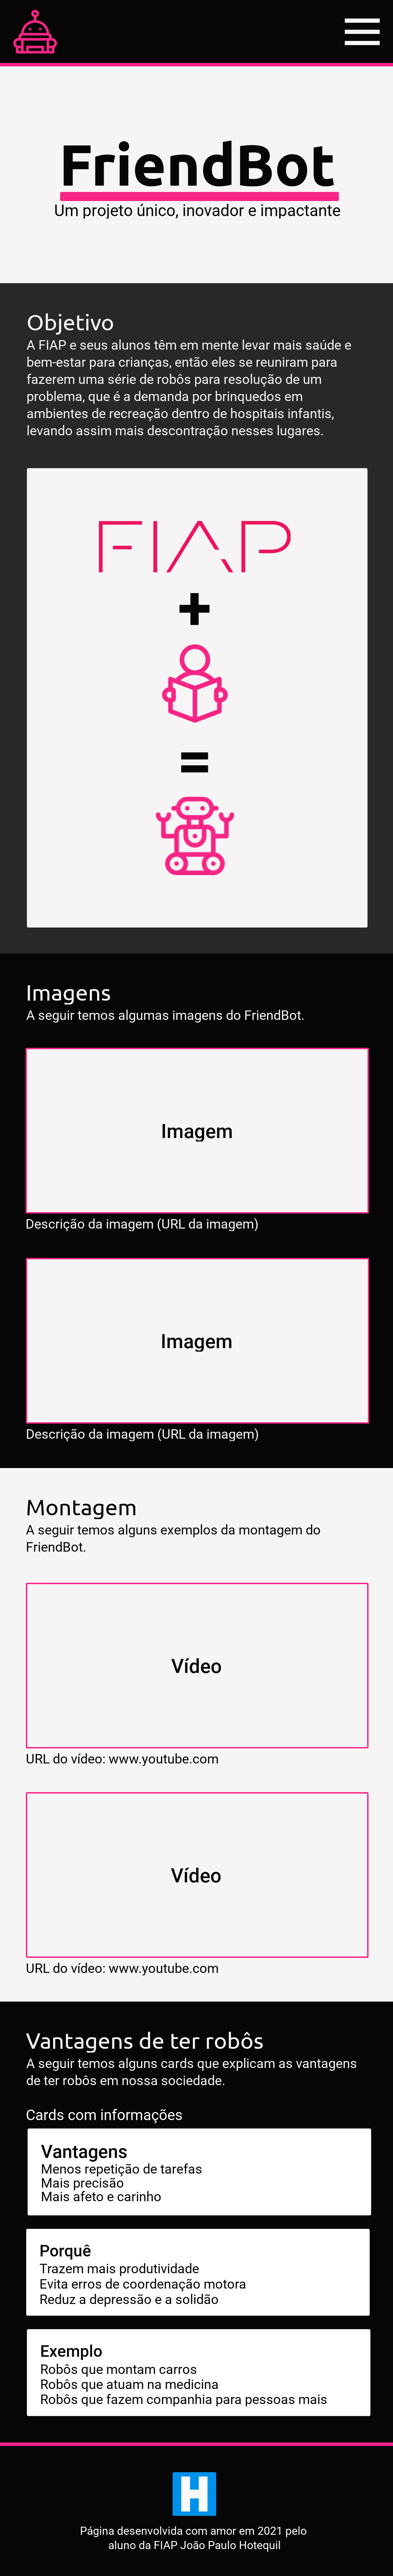 FriendBot
Um projeto único, inovador e impactante
Objetivo
A FIAP e seus alunos têm em mente levar mais saúde e
bem-estar para crianças, então eles se reuniram para
fazerem uma série de robôs para resolução de um
problema, que é a demanda por brinquedos em
ambientes de recreação dentro de hospitais infantis,
levando assim mais descontração nesses lugares.
FIAP
+
=
Imagens
A seguir temos algumas imagens do FriendBot.
Imagem
Descrição da imagem (URL da imagem)
Imagem
Descrição da imagem (URL da imagem)
Montagem
A seguir temos alguns exemplos da montagem do
FriendBot.
Vídeo
URL do vídeo: www.youtube.com
Vídeo
URL do vídeo: www.youtube.com
Vantagens de ter robôs
A seguir temos alguns cards que explicam as vantagens
de ter robôs em nossa sociedade.
Cards com informações
Vantagens
Menos repetição de tarefas
Mais precisão
Mais afeto e carinho
Porquê
Trazem mais produtividade
Evita erros de coordenação motora
Reduz a depressão e a solidão
Exemplo
Robôs que montam carros
Robôs que atuam na medicina
Robôs que fazem companhia para pessoas mais
H
Página desenvolvida com amor em 2021 pelo
aluno da FIAP João Paulo Hotequil